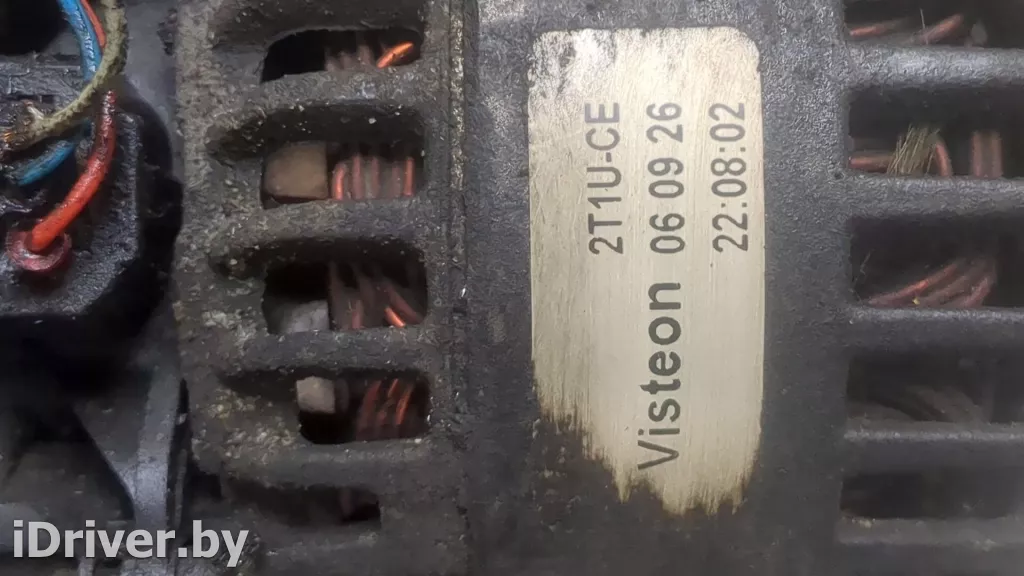 2T1U-CE
Visteon 06 09 26
22:08:02
iDriver.by